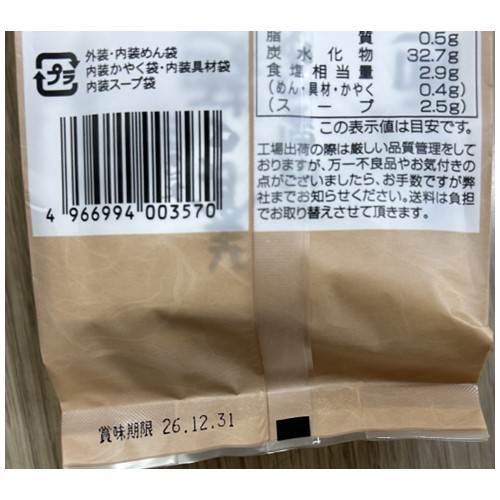 プラ
外装・内装めん袋
内装かやく袋・内装具材袋
内装スープ袋
4 966994 003570
脂質 0.5g
炭水化物 32.7g
食塩相当量 2.9g
(めん・具材・かやく 0.4g)
(スープ 2.5g)
この表示値は目安です。
工場出荷の際は厳しい品質管理をして
おりますが、万一不良品やお気付きの
点がございましたら、お手数ですが弊
社までお知らせください。送料は負担
でお取り替えさせて頂きます。
賞味期限 26.12.31